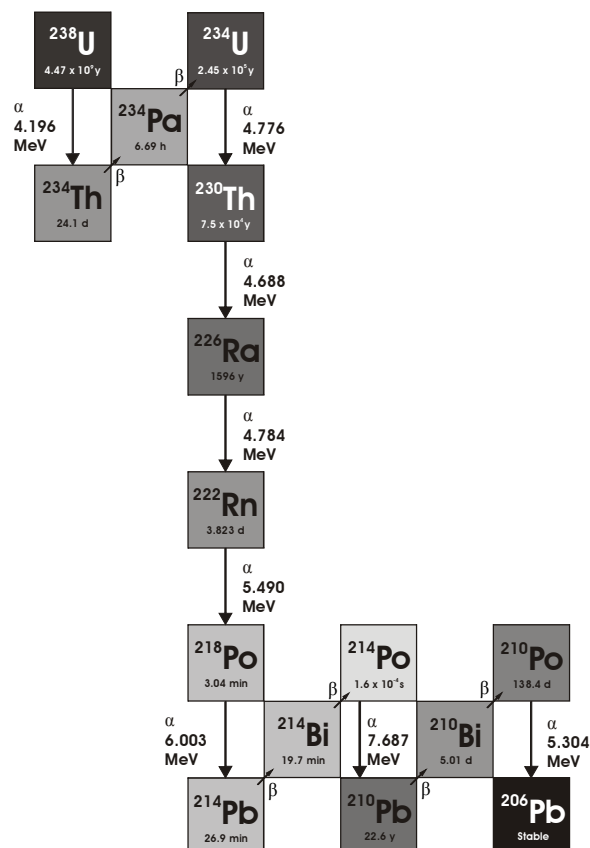 238U
4.47 x 10⁹y
234U
2.45 x 10⁵y
β
α
4.196
MeV
234Pa
6.69 h
α
4.776
MeV
234Th
24.1 d
β
230Th
7.5 x 10⁴y
α
4.688
MeV
226Ra
1596 y
α
4.784
MeV
222Rn
3.823 d
α
5.490
MeV
218Po
3.04 min
214Po
1.6 x 10⁻⁴s
210Po
138.4 d
β
β
α
6.003
MeV
214Bi
19.7 min
α
7.687
MeV
210Bi
5.01 d
α
5.304
MeV
214Pb
26.9 min
β
210Pb
22.6 y
β
206Pb
Stable